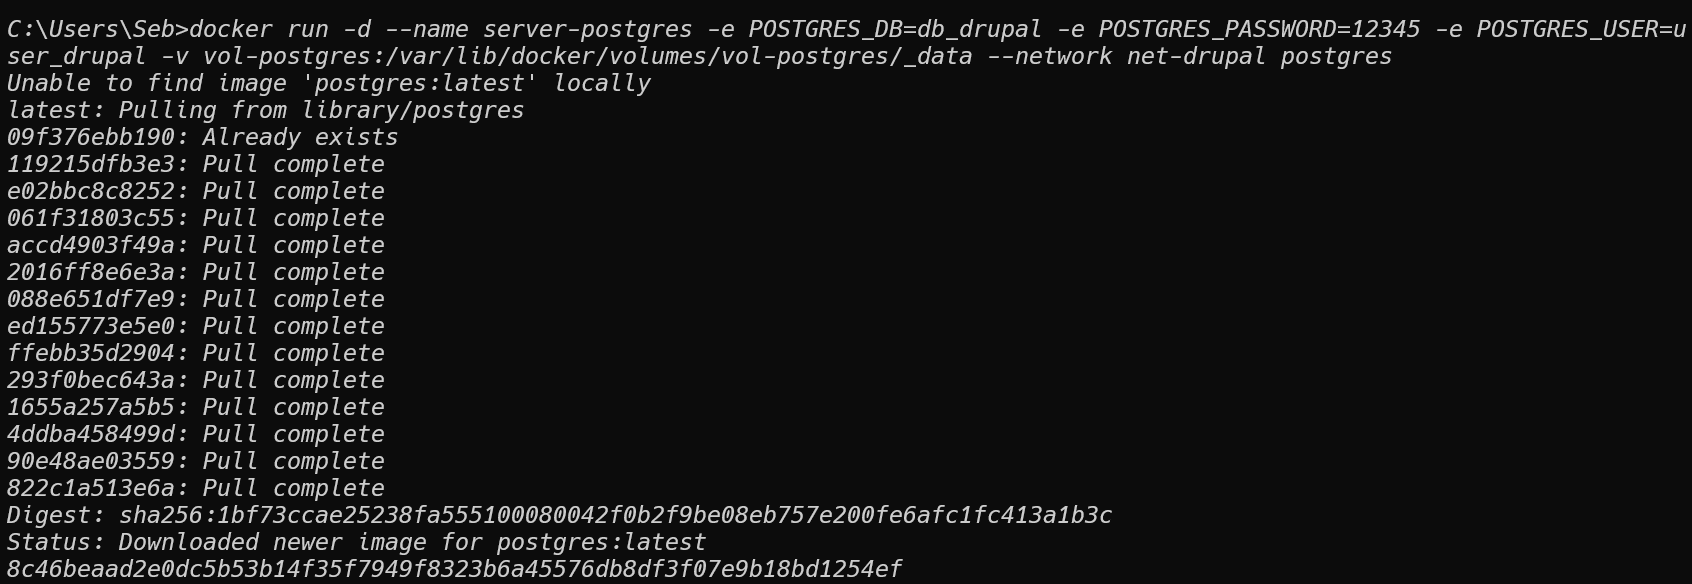 C:\Users\Seb>docker run -d --name server-postgres -e POSTGRES_DB=db_drupal -e POSTGRES_PASSWORD=12345 -e POSTGRES_USER=u
ser_drupal -v vol-postgres:/var/lib/docker/volumes/vol-postgres/_data --network net-drupal postgres
Unable to find image 'postgres:latest' locally
latest: Pulling from library/postgres
09f376ebb190: Already exists
119215dfb3e3: Pull complete
e02bbc8c8252: Pull complete
061f31803c55: Pull complete
accd4903f49a: Pull complete
2016ff8e6e3a: Pull complete
088e651df7e9: Pull complete
ed155773e5e0: Pull complete
ffebb35d2904: Pull complete
293f0bec643a: Pull complete
1655a257a5b5: Pull complete
4ddba458499d: Pull complete
90e48ae03559: Pull complete
822c1a513e6a: Pull complete
Digest: sha256:1bf73ccae25238fa555100080042f0b2f9be08eb757e200fe6afc1fc413a1b3c
Status: Downloaded newer image for postgres:latest
8c46beaad2e0dc5b53b14f35f7949f8323b6a45576db8df3f07e9b18bd1254ef